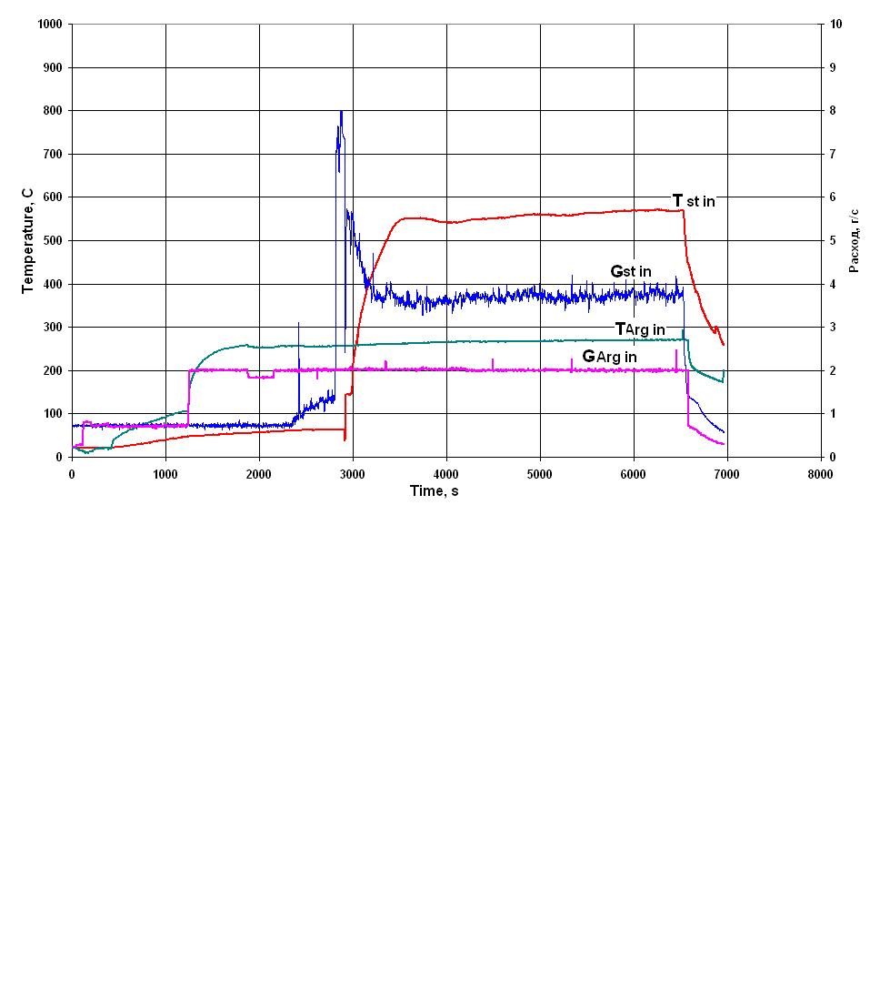 1000
900
800
700
600
500
400
300
200
100
0
Temperature, C
10
9
8
7
6
5
4
3
2
1
0
Расход, г/с
T st in
Gst in
TArg in
GArg in
0 1000 2000 3000 4000 5000 6000 7000 8000
Time, s